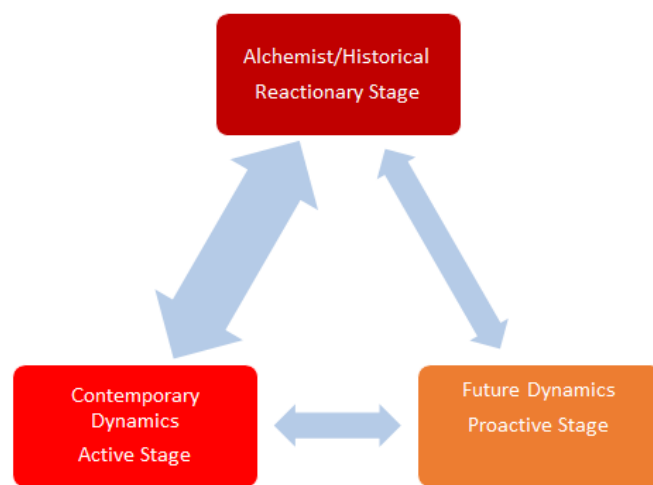 Alchemist/Historical
Reactionary Stage
Contemporary
Dynamics
Active Stage
Future Dynamics
Proactive Stage